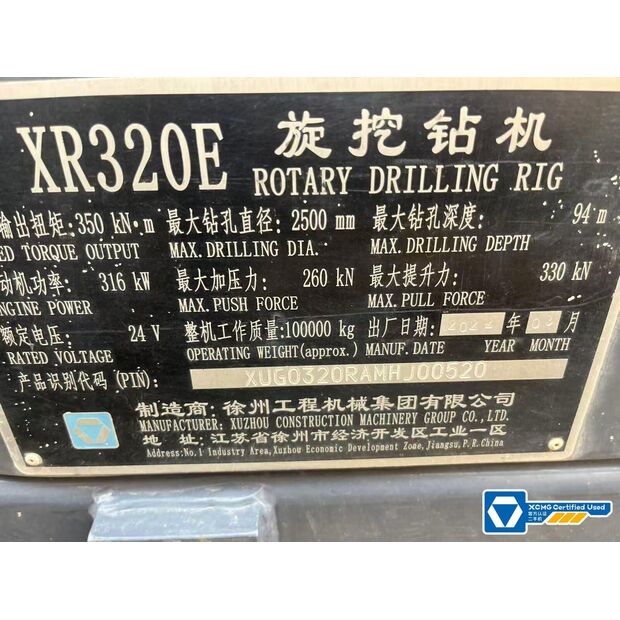 XR320E 旋挖钻机
ROTARY DRILLING RIG
输出扭矩:350 kN·m 最大钻孔直径: 2500 mm 最大钻孔深度: 94 m
ED TORQUE OUTPUT MAX.DRILLING DIA. MAX.DRILLING DEPTH
动机功率: 316 kW 最大加压力: 260 kN 最大提升力: 330 kN
NGINE POWER MAX.PUSH FORCE MAX.PULL FORCE
额定电压: 24 V 整机工作质量:100000 kg 出厂日期: 年 月
RATED VOLTAGE OPERATING WEIGHT(approx.) MANUF.DATE YEAR MONTH
产品识别代码(PIN): XUG0320RAMHJ00520
制造商:徐州工程机械集团有限公司
MANUFACTURER:XUZHOU CONSTRUCTION MACHINERY GROUP CO.,LTD.
地 址:江苏省徐州市经济开发区工业一区
Address:No.1 Industry Area,Xuzhou Economic Development Zone,Jiangsu,P.R.China
XCMG Certified Used
官方认证
二手机